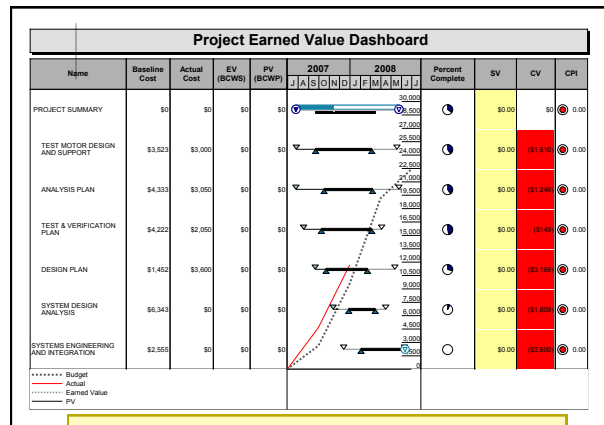 Project Earned Value Dashboard
Name Baseline Cost Actual Cost EV (BCWS) PV (BCWP) 2007 2008 Percent Complete SV CV CPI
J A S O N D J F M A M J J
30,000
PROJECT SUMMARY $0 $0 $0 $0 28,500 $0.00 $0 0.00
27,000
25,500
TEST MOTOR DESIGN AND SUPPORT $3,523 $3,000 $0 $0 24,000 $0.00 ($1,510) 0.00
22,500
21,000
ANALYSIS PLAN $4,333 $3,050 $0 $0 19,500 $0.00 0.00
18,000
16,500
TEST & VERIFICATION PLAN $4,222 $2,050 $0 $0 15,000 $0.00 0.00
13,500
12,000
DESIGN PLAN $1,452 $3,600 $0 $0 10,500 $0.00 0.00
9,000
7,500
SYSTEM DESIGN ANALYSIS $6,343 $0 $0 $0 6,000 $0.00 0.00
4,500
3,000
SYSTEMS ENGINEERING AND INTEGRATION $2,555 $0 $0 $0 $0.00 0.00
0
Budget
Actual
Earned Value
PV